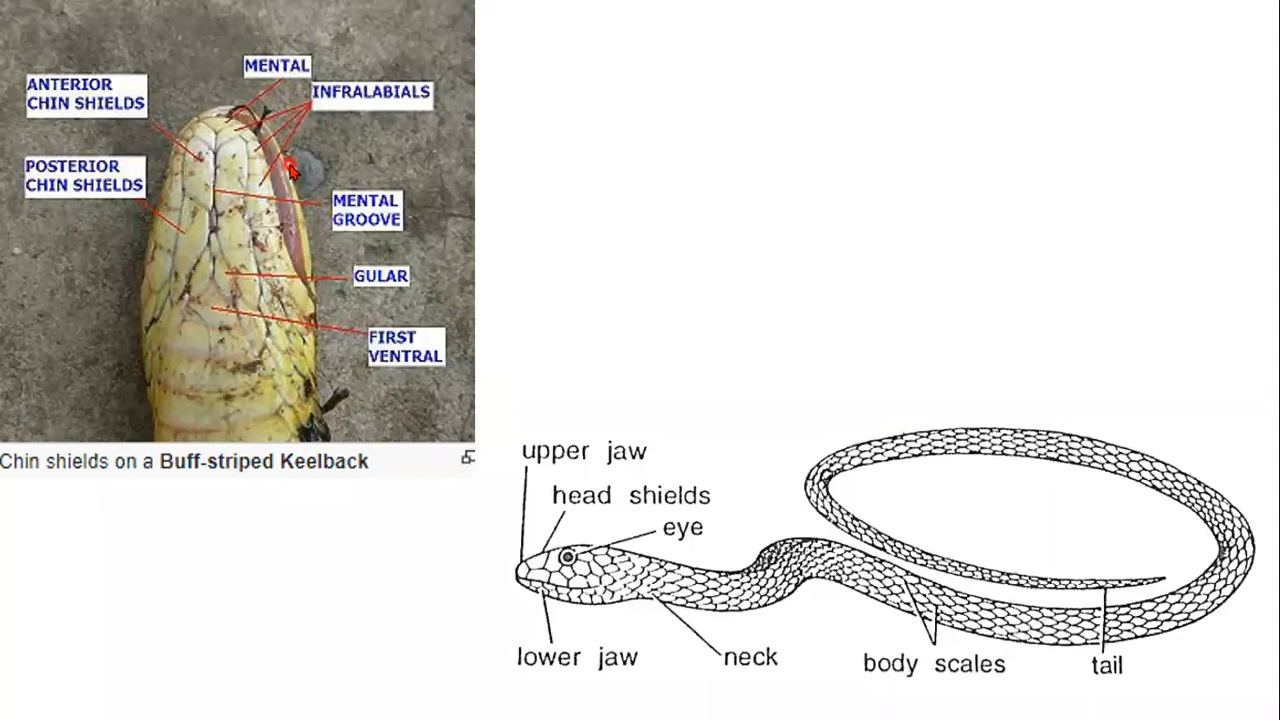 MENTAL
ANTERIOR
CHIN SHIELDS
INFRALABIALS
POSTERIOR
CHIN SHIELDS
MENTAL
GROOVE
GULAR
FIRST
VENTRAL
Chin shields on a Buff-striped Keelback
upper jaw
head shields
eye
lower jaw
neck
body scales
tail